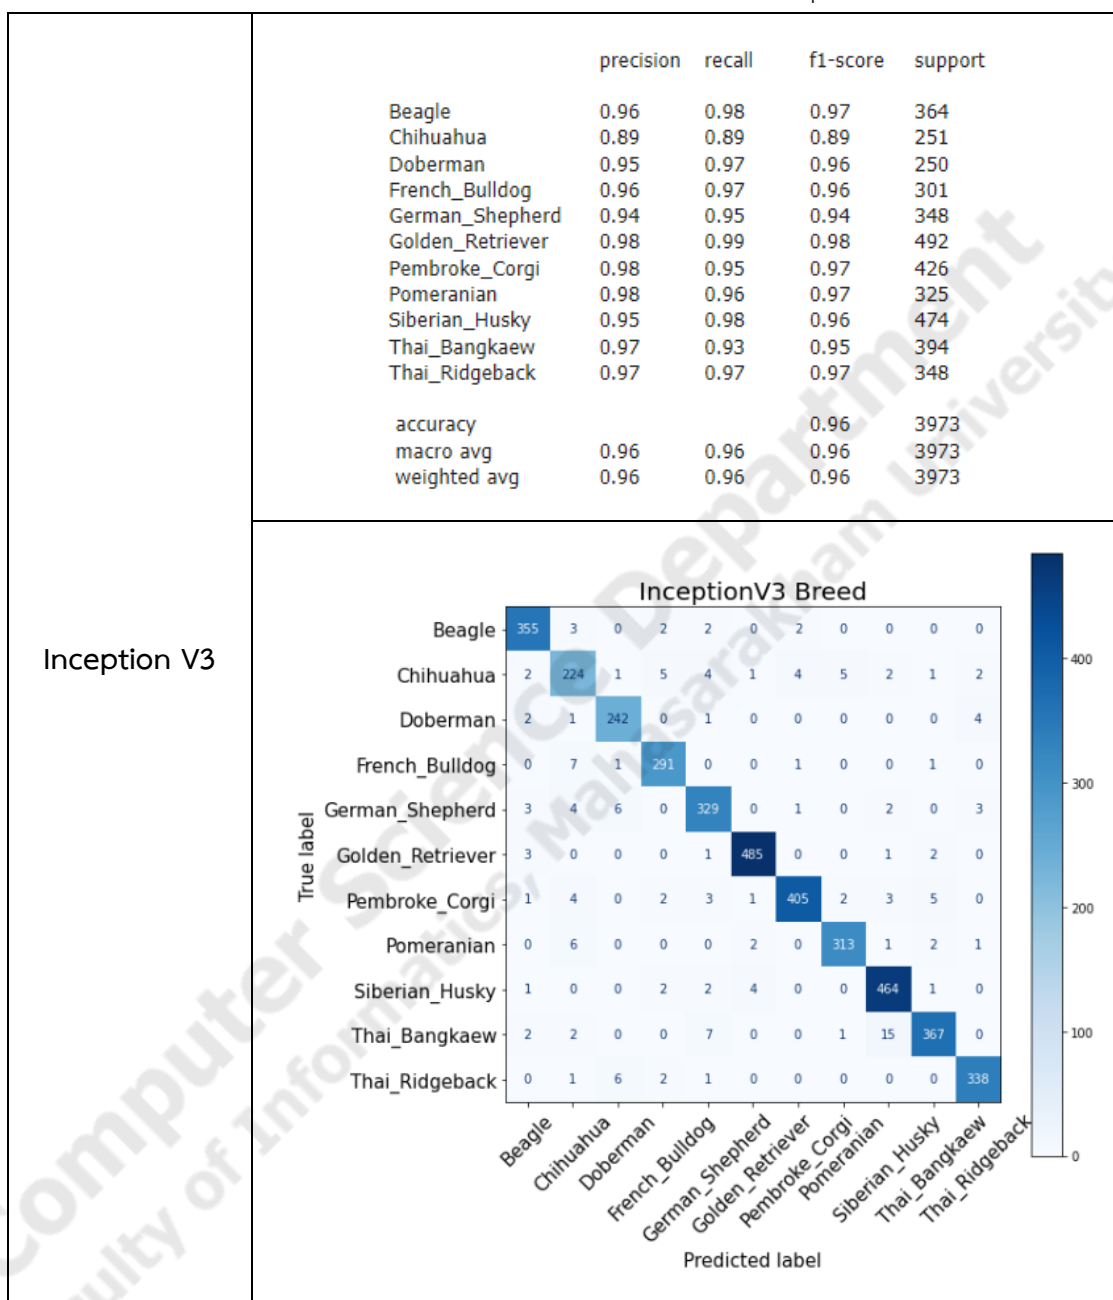 precision recall f1-score support
Beagle 0.96 0.98 0.97 364
Chihuahua 0.89 0.89 0.89 251
Doberman 0.95 0.97 0.96 250
French_Bulldog 0.96 0.97 0.96 301
German_Shepherd 0.94 0.95 0.94 348
Golden_Retriever 0.98 0.99 0.98 492
Pembroke_Corgi 0.98 0.95 0.97 426
Pomeranian 0.98 0.96 0.97 325
Siberian_Husky 0.95 0.98 0.96 474
Thai_Bangkaew 0.97 0.93 0.95 394
Thai_Ridgeback 0.97 0.97 0.97 348
accuracy 0.96 3973
macro avg 0.96 0.96 0.96 3973
weighted avg 0.96 0.96 0.96 3973
Inception V3
InceptionV3 Breed
True label
Beagle 355 3 0 2 2 0 2 0 0 0 0
Chihuahua 2 224 1 5 4 1 4 5 2 1 2
Doberman 2 1 242 0 1 0 0 0 0 0 4
French_Bulldog 0 7 1 291 0 0 1 0 0 1 0
German_Shepherd 3 4 6 0 329 0 1 0 2 0 3
Golden_Retriever 3 0 0 0 1 485 0 0 1 2 0
Pembroke_Corgi 1 4 0 2 3 1 405 2 3 5 0
Pomeranian 0 6 0 0 0 2 0 313 1 2 1
Siberian_Husky 1 0 0 2 2 4 0 0 464 1 0
Thai_Bangkaew 2 2 0 0 7 0 0 1 15 367 0
Thai_Ridgeback 0 1 6 2 1 0 0 0 0 0 338
Beagle
Chihuahua
Doberman
French_Bulldog
German_Shepherd
Golden_Retriever
Pembroke_Corgi
Pomeranian
Siberian_Husky
Thai_Bangkaew
Thai_Ridgeback
Predicted label
400
300
200
100
0
Computer Science Department
Faculty of Informatics, Mahasarakham University